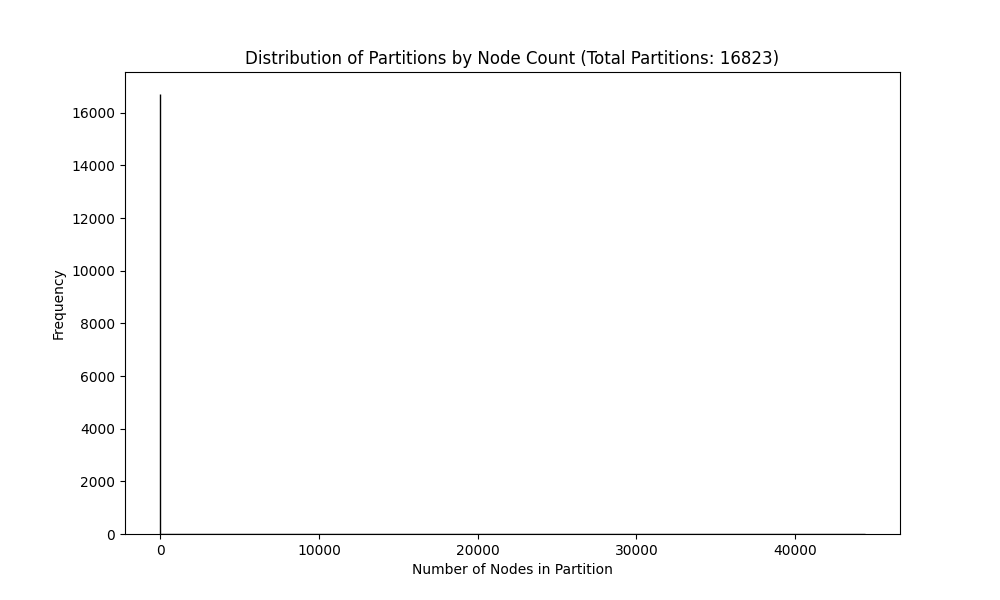 Distribution of Partitions by Node Count (Total Partitions: 16823)
16000
14000
12000
10000
8000
6000
4000
2000
0
Frequency
0 10000 20000 30000 40000
Number of Nodes in Partition